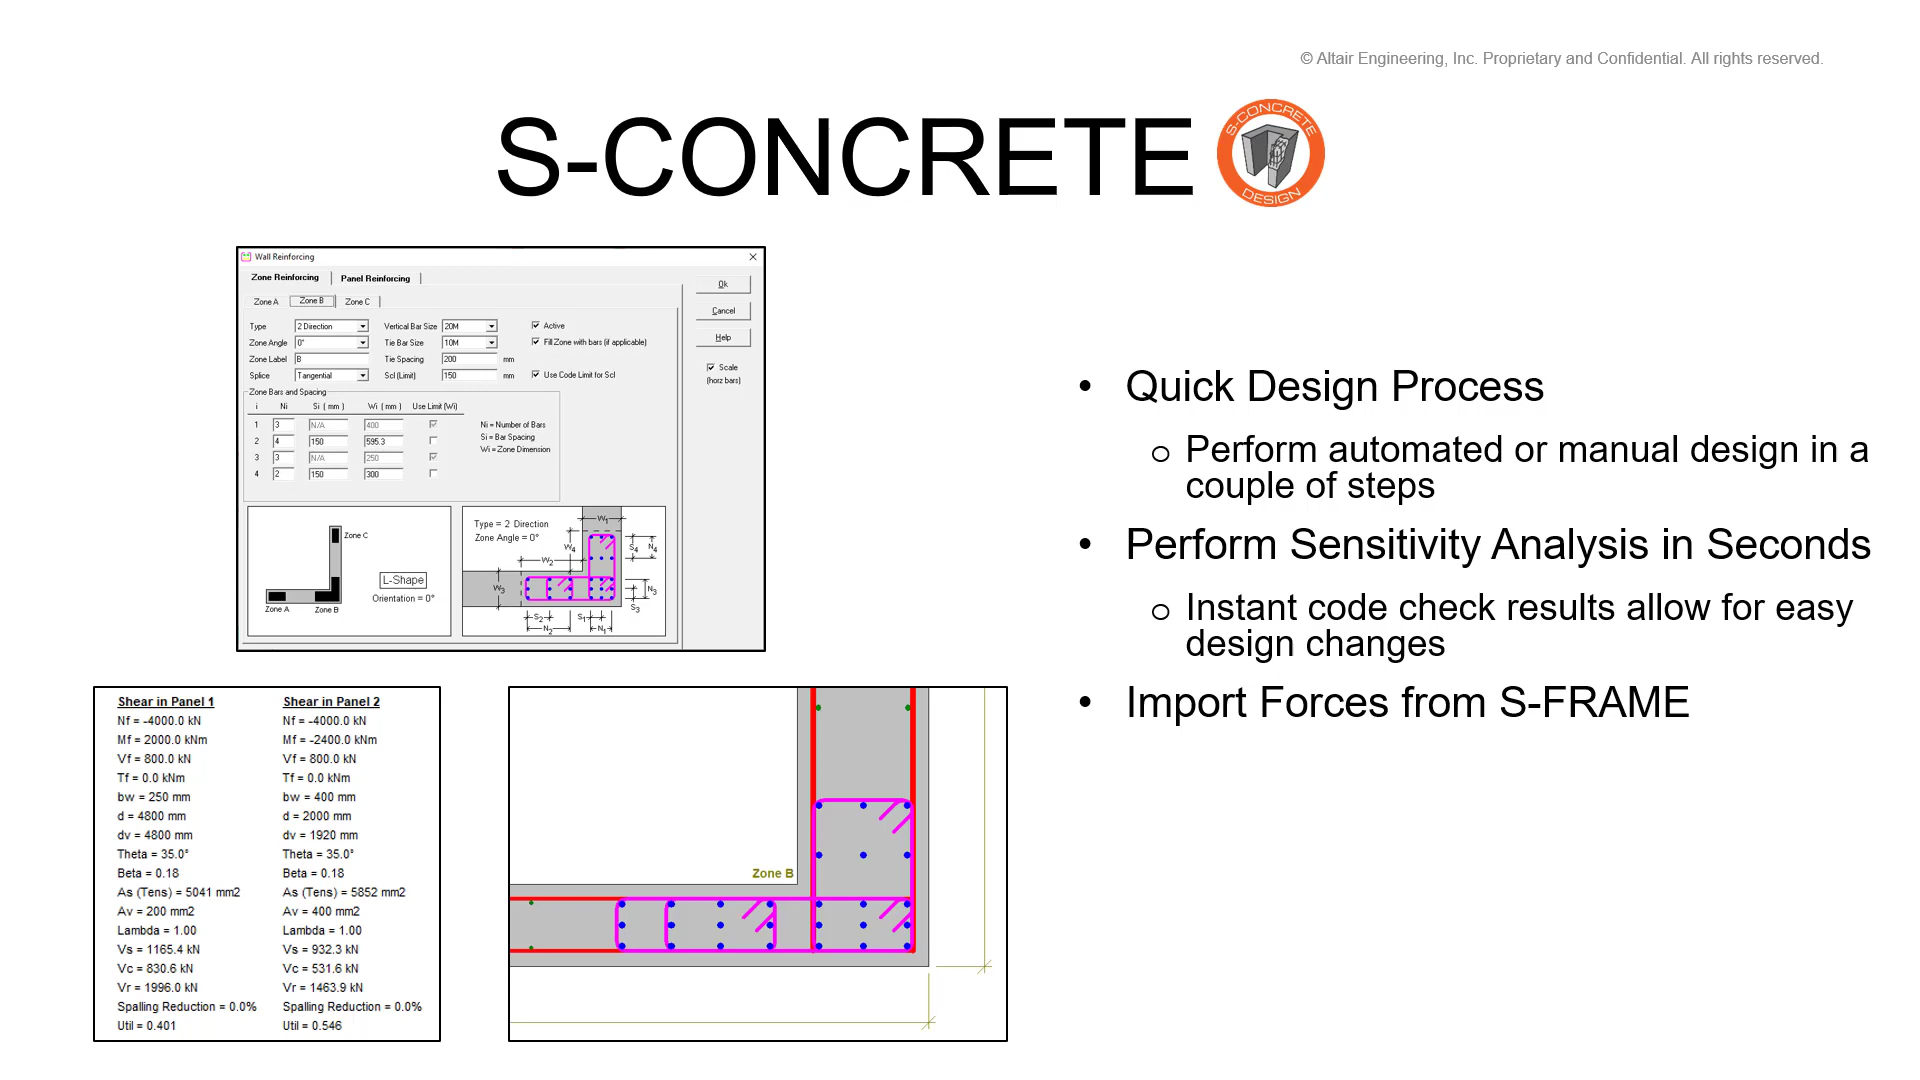 © Altair Engineering, Inc. Proprietary and Confidential. All rights reserved.
S-CONCRETE
S-CONCRETE
DESIGN
Wall Reinforcing
Zone Reinforcing Panel Reinforcing
Zone A Zone B Zone C
Type 2 Direction Vertical Bar Size 20M Active
Zone Angle 0° Tie Bar Size 10M Fill Zone with bars (if applicable)
Zone Label B Tie Spacing 200 mm
Splice Tangential Scl (Limit) 150 mm Use Code Limit for Scl
Ok
Cancel
Help
Scale
(horz bars)
Zone Bars and Spacing
i Ni Si ( mm ) Wi ( mm ) Use Limit (Wi)
1 3 N/A 400
2 4 150 595.3
3 3 N/A 250
4 2 150 300
Ni = Number of Bars
Si = Bar Spacing
Wi = Zone Dimension
Zone C
L-Shape
Orientation = 0°
Zone A Zone B
Type = 2 Direction
Zone Angle = 0°
W1
W4
S4 N4
W2
W3
N3
S3
S2 S1
N2 N1
• Quick Design Process
o Perform automated or manual design in a
couple of steps
• Perform Sensitivity Analysis in Seconds
o Instant code check results allow for easy
design changes
• Import Forces from S-FRAME
Shear in Panel 1
Nf = -4000.0 kN
Mf = 2000.0 kNm
Vf = 800.0 kN
Tf = 0.0 kNm
bw = 250 mm
d = 4800 mm
dv = 4800 mm
Theta = 35.0°
Beta = 0.18
As (Tens) = 5041 mm2
Av = 200 mm2
Lambda = 1.00
Vs = 1165.4 kN
Vc = 830.6 kN
Vr = 1996.0 kN
Spalling Reduction = 0.0%
Util = 0.401
Shear in Panel 2
Nf = -4000.0 kN
Mf = -2400.0 kNm
Vf = 800.0 kN
Tf = 0.0 kNm
bw = 400 mm
d = 2000 mm
dv = 1920 mm
Theta = 35.0°
Beta = 0.18
As (Tens) = 5852 mm2
Av = 400 mm2
Lambda = 1.00
Vs = 932.3 kN
Vc = 531.6 kN
Vr = 1463.9 kN
Spalling Reduction = 0.0%
Util = 0.546
Zone B